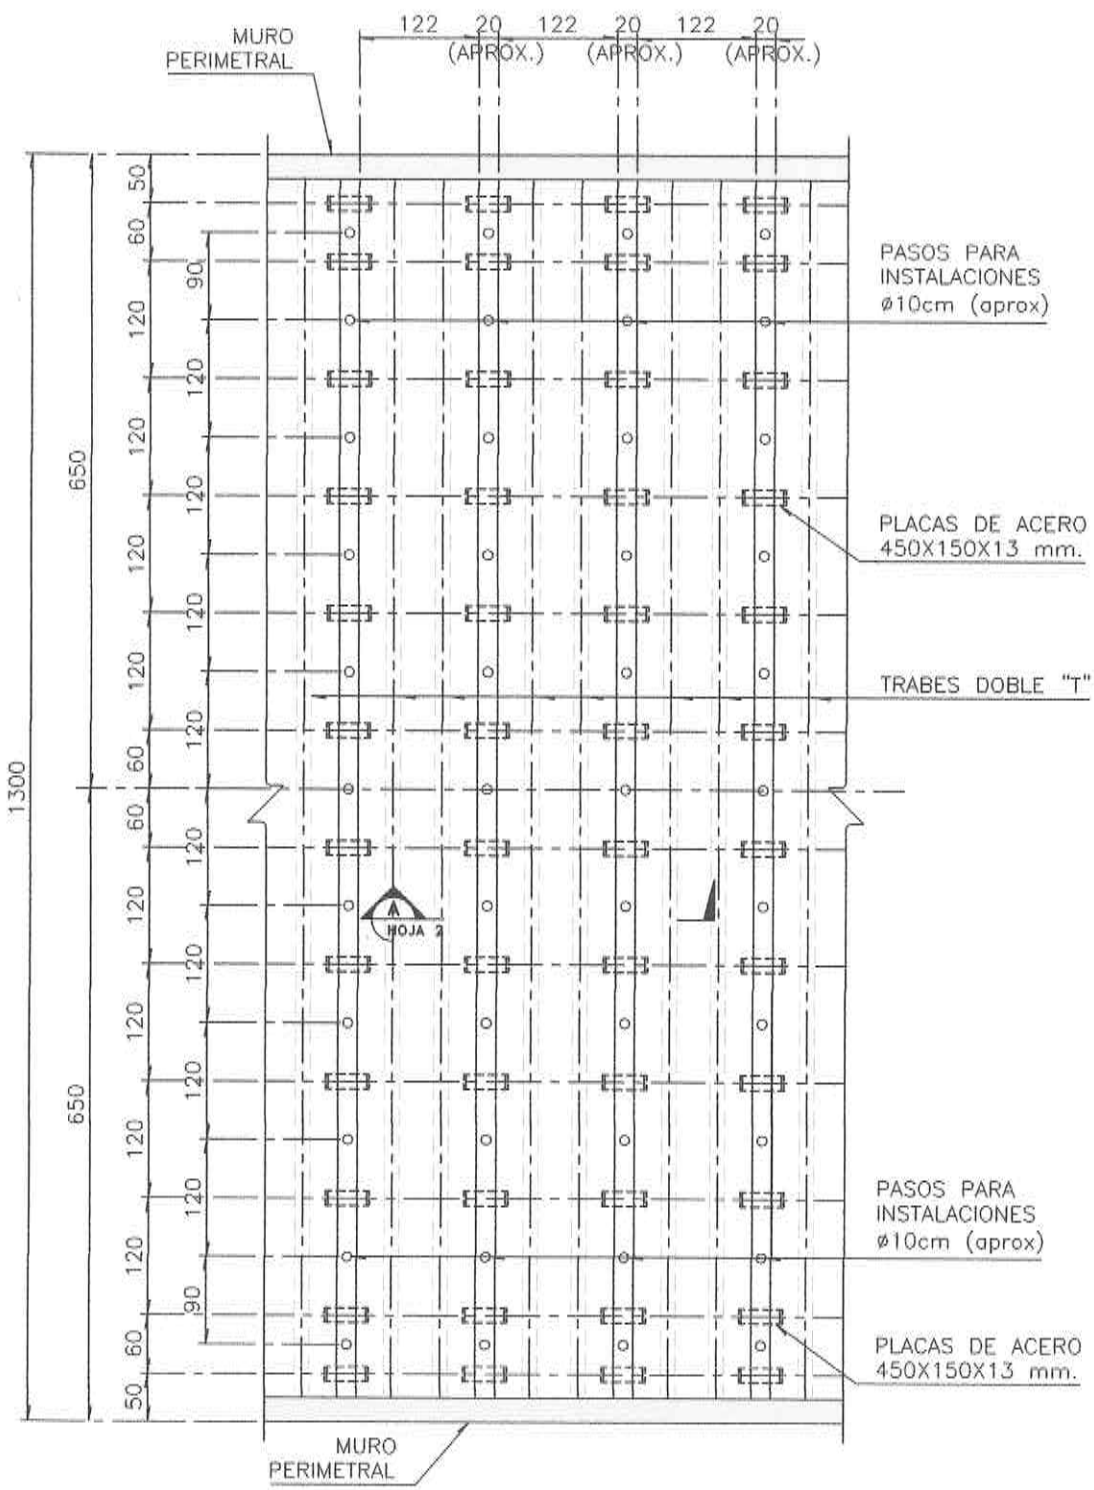 122 20 122 20 122 20
(APROX.) (APROX.) (APROX.)
MURO
PERIMETRAL
50
60
90
120
120
120
120
120
120
120
120
120
60
650
1300
PASOS PARA
INSTALACIONES
ø10cm (aprox)
PLACAS DE ACERO
450X150X13 mm.
TRABES DOBLE "T"
60
120
120
120
120
120
120
120
120
90
60
50
650
HOJA 2
PASOS PARA
INSTALACIONES
ø10cm (aprox)
PLACAS DE ACERO
450X150X13 mm.
MURO
PERIMETRAL